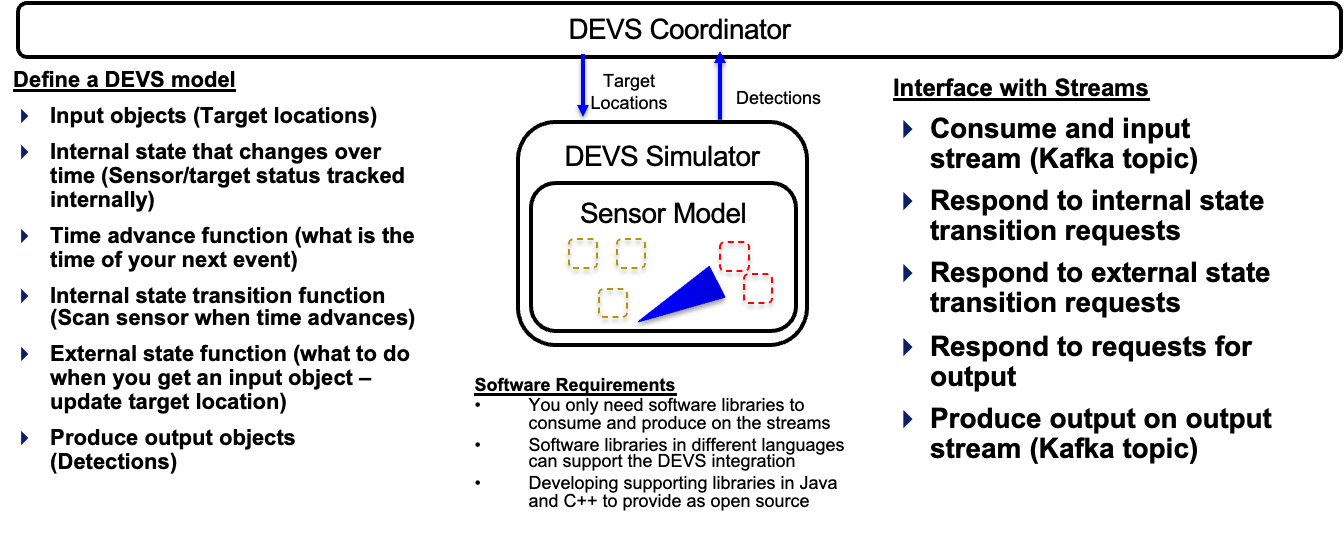 DEVS Coordinator
Define a DEVS model
Input objects (Target locations)
Internal state that changes over
time (Sensor/target status tracked
internally)
Time advance function (what is the
time of your next event)
Internal state transition function
(Scan sensor when time advances)
External state function (what to do
when you get an input object –
update target location)
Produce output objects
(Detections)
Target
Locations
Detections
DEVS Simulator
Sensor Model
Software Requirements
• You only need software libraries to
consume and produce on the streams
• Software libraries in different languages
can support the DEVS integration
• Developing supporting libraries in Java
and C++ to provide as open source
Interface with Streams
Consume and input
stream (Kafka topic)
Respond to internal state
transition requests
Respond to external state
transition requests
Respond to requests for
output
Produce output on output
stream (Kafka topic)